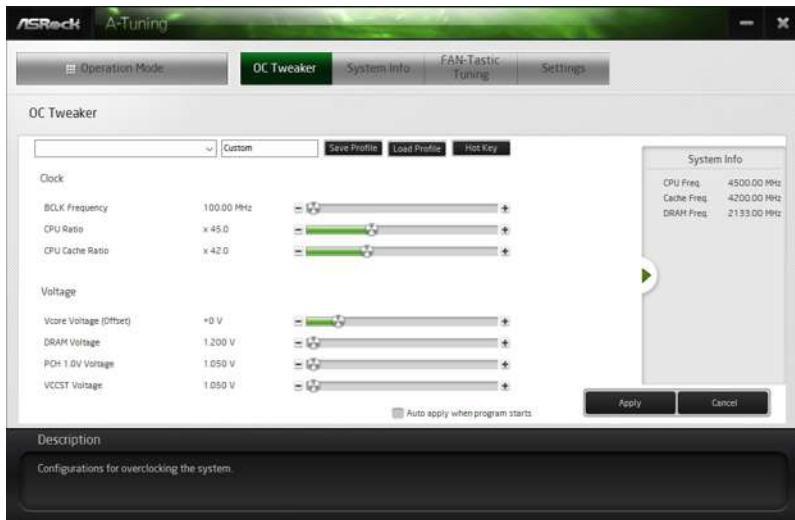 ASRock A-Tuning
Operation Mode OC Tweaker System Info FAN-Tastic Tuning Settings
OC Tweaker
Custom Save Profile Load Profile Hot Key
System Info
CPU Freq. 4500.00 MHz
Cache Freq. 4200.00 MHz
DRAM Freq. 2133.00 MHz
Clock
BCLK Frequency 100.00 MHz
CPU Ratio x 45.0
CPU Cache Ratio x 42.0
Voltage
Vcore Voltage (Offset) +0 V
DRAM Voltage 1.200 V
PCH 1.0V Voltage 1.050 V
VCCST Voltage 1.050 V
Auto apply when program starts
Apply Cancel
Description
Configurations for overclocking the system.